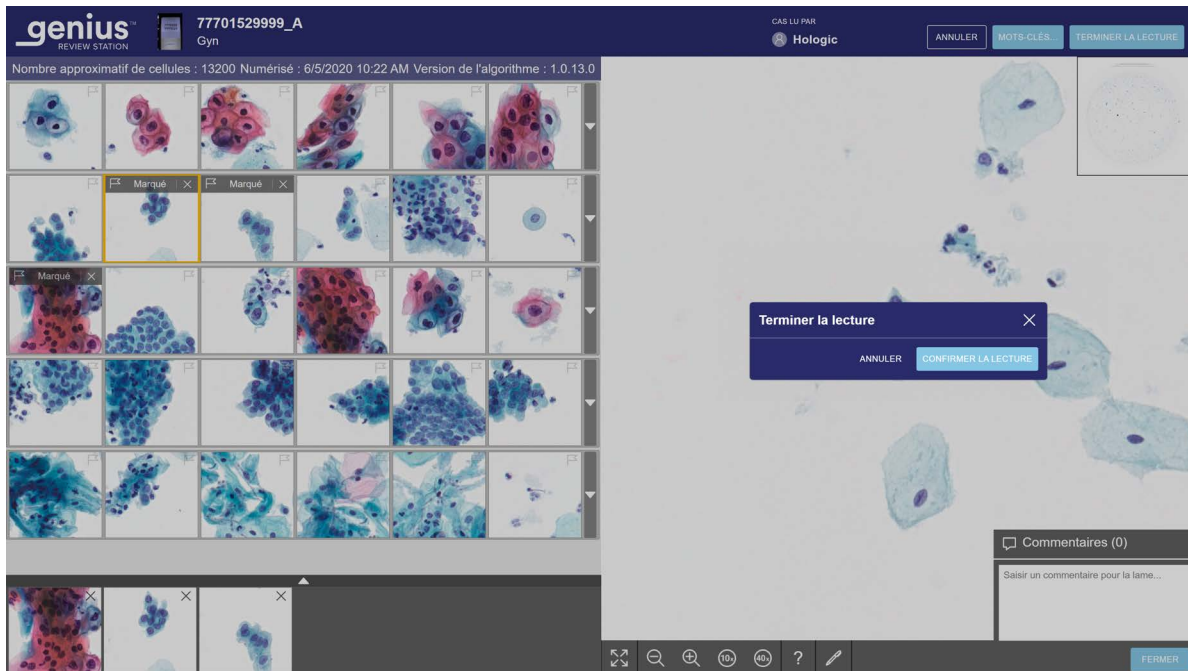 genius™
REVIEW STATION
77701529999_A
Gyn
CAS LU PAR
Hologic
ANNULER
MOTS-CLÉS...
TERMINER LA LECTURE
Nombre approximatif de cellules : 13200 Numérisé : 6/5/2020 10:22 AM Version de l'algorithme : 1.0.13.0
Marqué
Marqué
Marqué
Terminer la lecture
ANNULER
CONFIRMER LA LECTURE
Commentaires (0)
Saisir un commentaire pour la lame...
10x
40x
?
FERMER